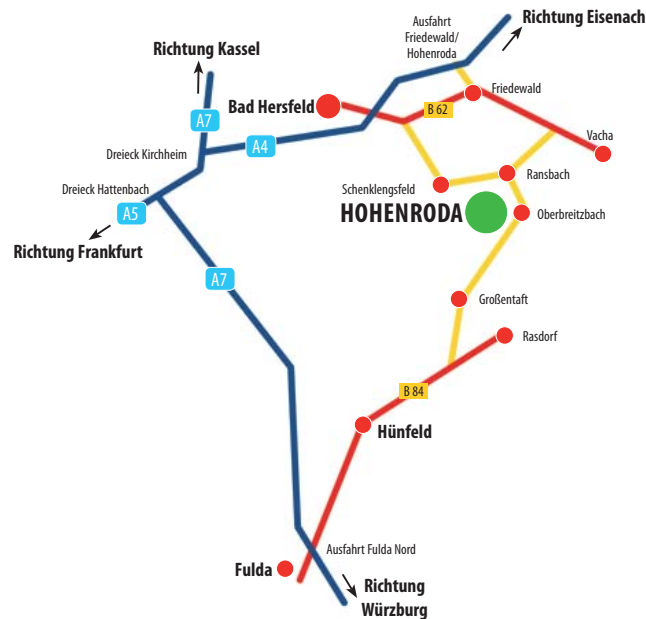 Ausfahrt
Friedewald/
Hohenroda
Richtung Eisenach
Richtung Kassel
Bad Hersfeld
B 62
Friedewald
A7
A4
Vacha
Dreieck Kirchheim
Dreieck Hattenbach
Schenklengsfeld
Ransbach
A5
HOHENRODA
Oberbreitzbach
Richtung Frankfurt
A7
Großentaft
Rasdorf
B 84
Hünfeld
Ausfahrt Fulda Nord
Fulda
Richtung
Würzburg